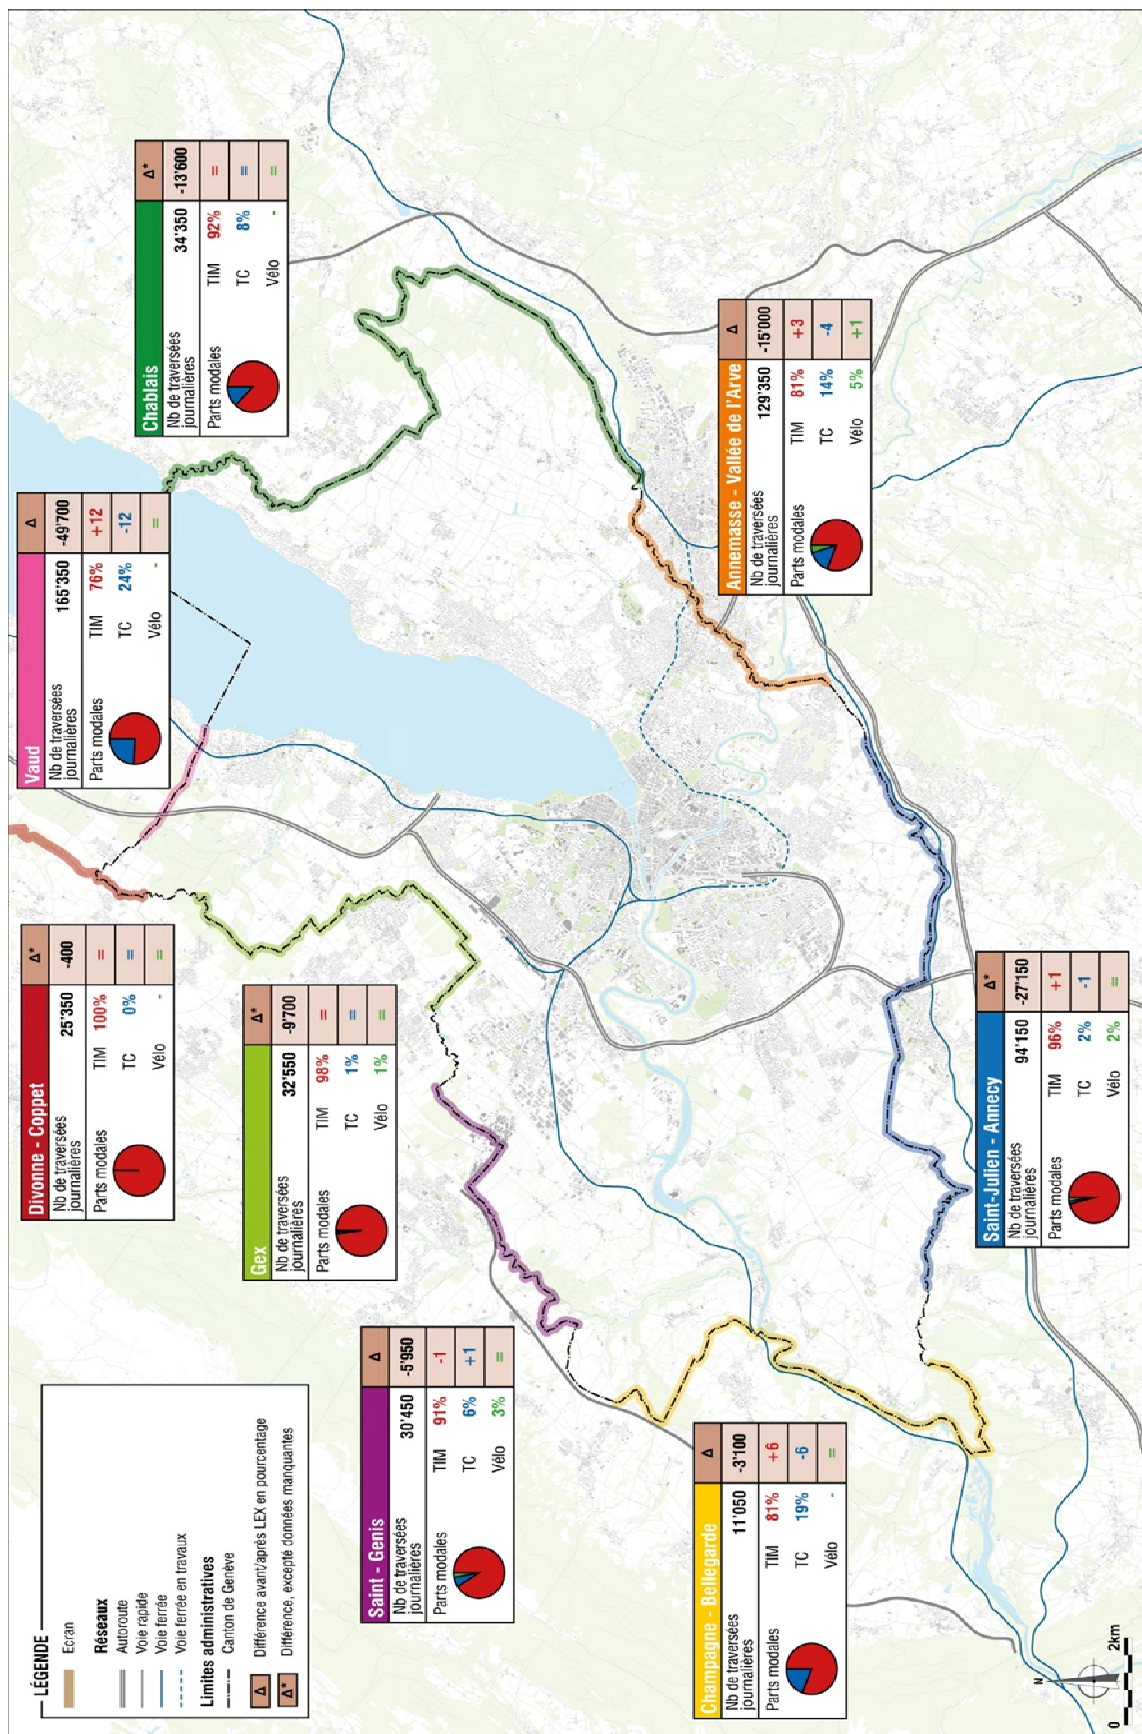 LÉGENDE
Ecran
Réseaux
Autoroute
Voie rapide
Voie ferrée
Voie ferrée en travaux
Limites administratives
Canton de Genève
Δ Différence avant/après LEX en pourcentage
Δ* Différence, excepté données manquantes
Divonne - Coppet Δ*
Nb de traversées
journalières 25'350 -400
Parts modales TIM 100% =
TC 0% =
Vélo - =
Vaud Δ
Nb de traversées
journalières 165'350 -49'700
Parts modales TIM 76% +12
TC 24% -12
Vélo - =
Chablais Δ*
Nb de traversées
journalières 34'350 -13'600
Parts modales TIM 92% =
TC 8% =
Vélo - =
Gex Δ*
Nb de traversées
journalières 32'550 -9'700
Parts modales TIM 98% =
TC 1% =
Vélo 1% =
Saint - Genis Δ
Nb de traversées
journalières 30'450 -5'950
Parts modales TIM 91% -1
TC 6% +1
Vélo 3% =
Annemasse - Vallée de l'Arve Δ
Nb de traversées
journalières 129'350 -15'000
Parts modales TIM 81% +3
TC 14% -4
Vélo 5% +1
Champagne - Bellegarde Δ
Nb de traversées
journalières 11'050 -3'100
Parts modales TIM 81% +6
TC 19% -6
Vélo - =
Saint-Julien - Annecy Δ*
Nb de traversées
journalières 94'150 -27'150
Parts modales TIM 96% +1
TC 2% -1
Vélo 2% =
N
0 2km